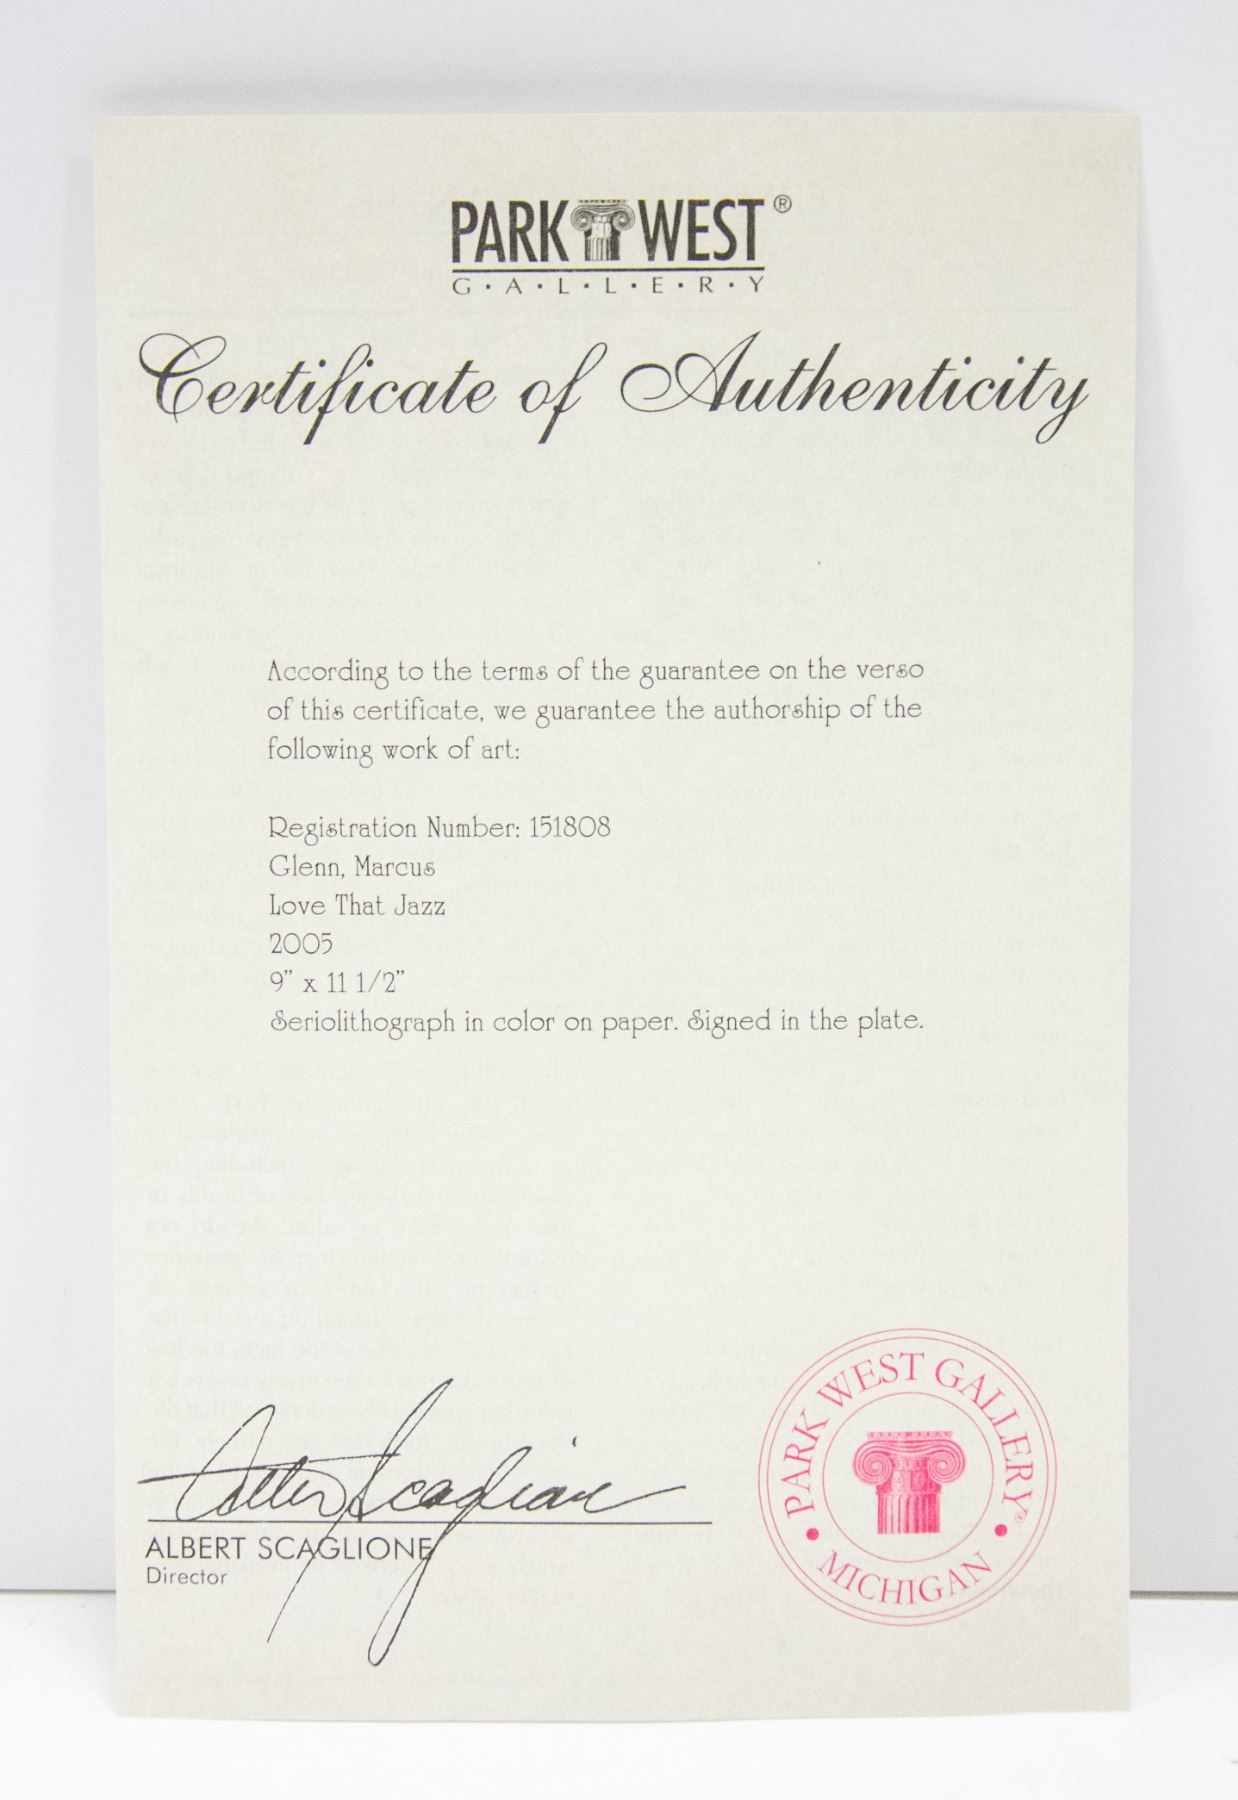 PARK WEST®
G·A·L·L·E·R·Y
Certificate of Authenticity
According to the terms of the guarantee on the verso
of this certificate, we guarantee the authorship of the
following work of art:
Registration Number: 151808
Glenn, Marcus
Love That Jazz
2005
9” x 11 1/2”
Seriolithograph in color on paper. Signed in the plate.
Albert Scaglione
ALBERT SCAGLIONE
Director
PARK WEST GALLERY®
• MICHIGAN •